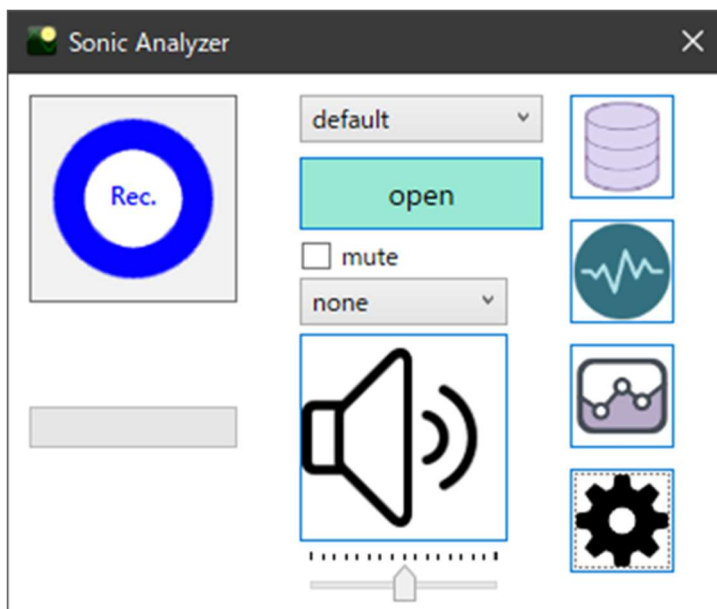 Sonic Analyzer
Rec.
default
open
mute
none